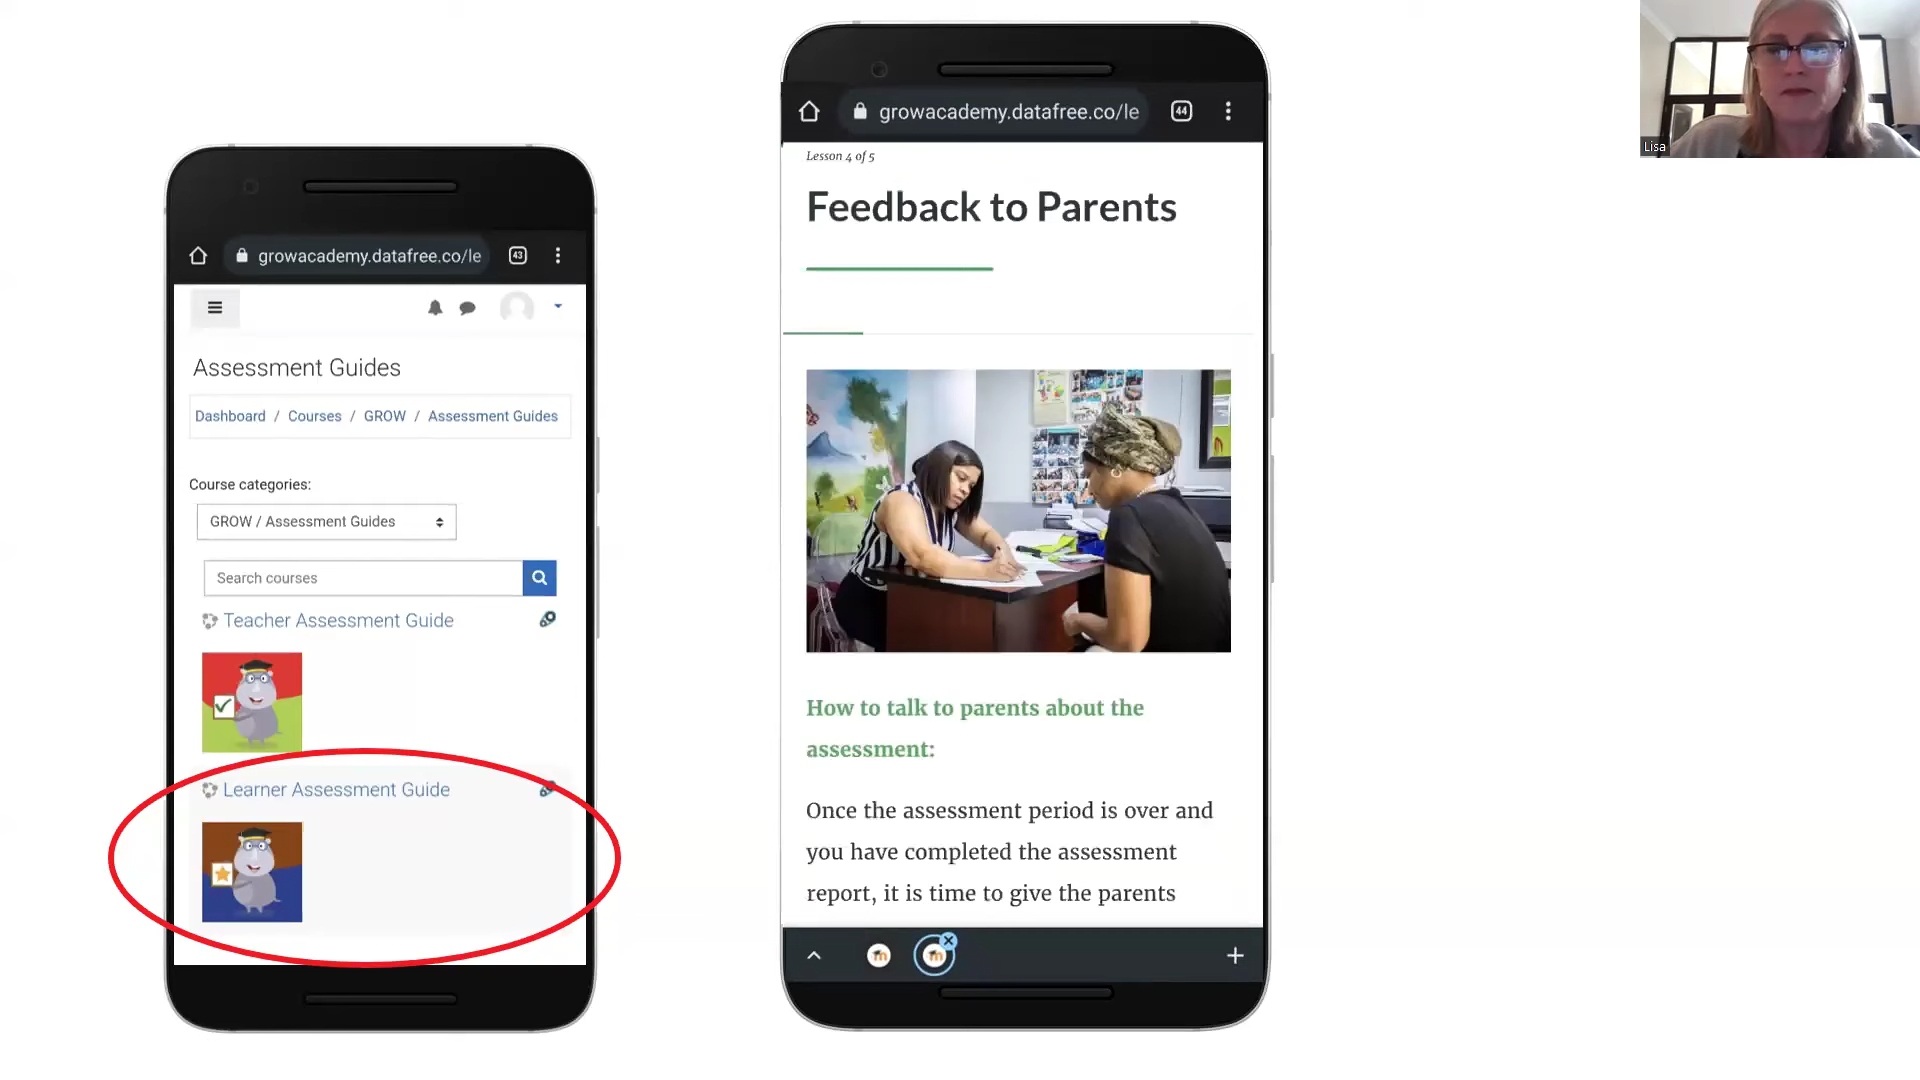 growacademy.datafree.co/le
43
Assessment Guides
Dashboard / Courses / GROW / Assessment Guides
Course categories:
GROW / Assessment Guides
Search courses
Teacher Assessment Guide
Learner Assessment Guide
growacademy.datafree.co/le
44
Lesson 4 of 5
Feedback to Parents
How to talk to parents about the
assessment:
Once the assessment period is over and
you have completed the assessment
report, it is time to give the parents
Lisa